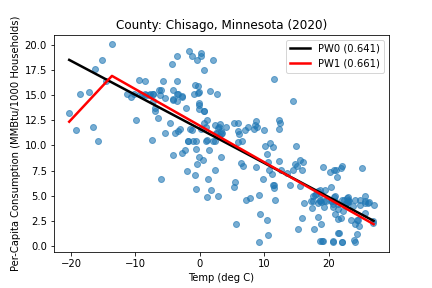 County: Chisago, Minnesota (2020)
Per-Capita Consumption (MMBtu/1000 Households)
20.0
17.5
15.0
12.5
10.0
7.5
5.0
2.5
0.0
PW0 (0.641)
PW1 (0.661)
−20 −10 0 10 20
Temp (deg C)